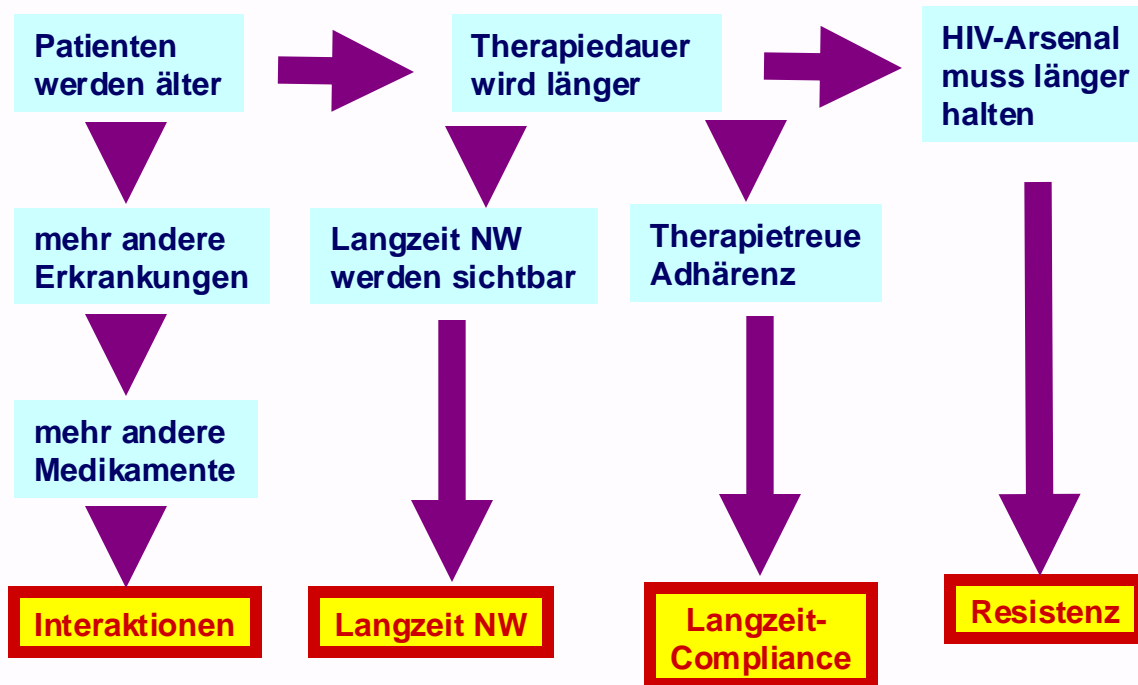 Patienten
werden älter
Therapiedauer
wird länger
HIV-Arsenal
muss länger
halten
mehr andere
Erkrankungen
Langzeit NW
werden sichtbar
Therapietreue
Adhärenz
mehr andere
Medikamente
Interaktionen
Langzeit NW
Langzeit-
Compliance
Resistenz